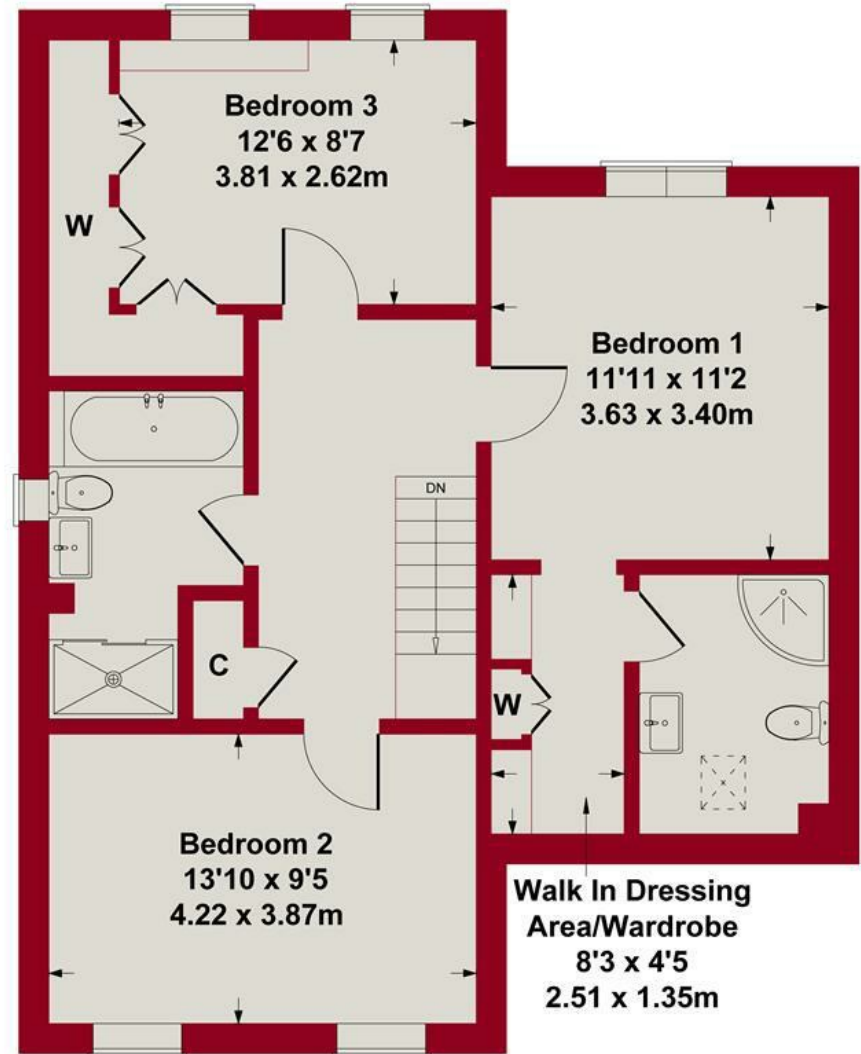 Bedroom 3
12'6 x 8'7
3.81 x 2.62m
W
Bedroom 1
11'11 x 11'2
3.63 x 3.40m
DN
C
W
Bedroom 2
13'10 x 9'5
4.22 x 3.87m
Walk In Dressing
Area/Wardrobe
8'3 x 4'5
2.51 x 1.35m